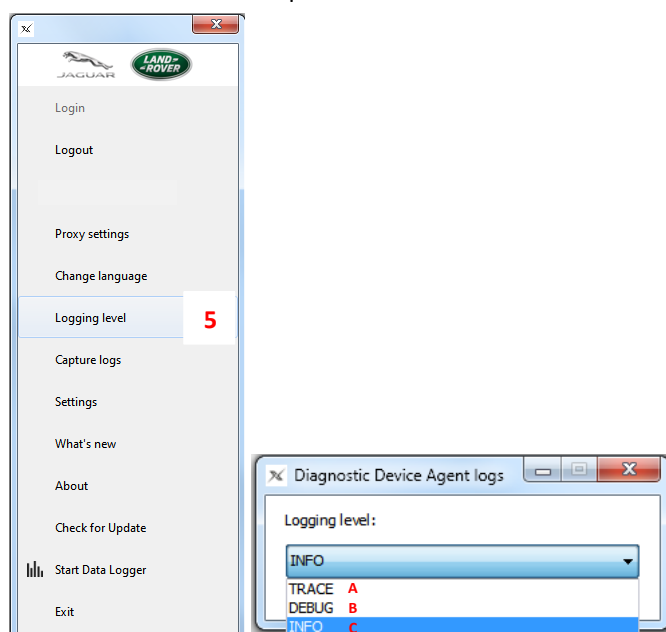 JAGUAR
LAND-
-ROVER
Login
Logout
Proxy settings
Change language
Logging level 5
Capture logs
Settings
What's new
About
Check for Update
Start Data Logger
Exit
Diagnostic Device Agent logs
Logging level:
INFO
TRACE A
DEBUG B
INFO C